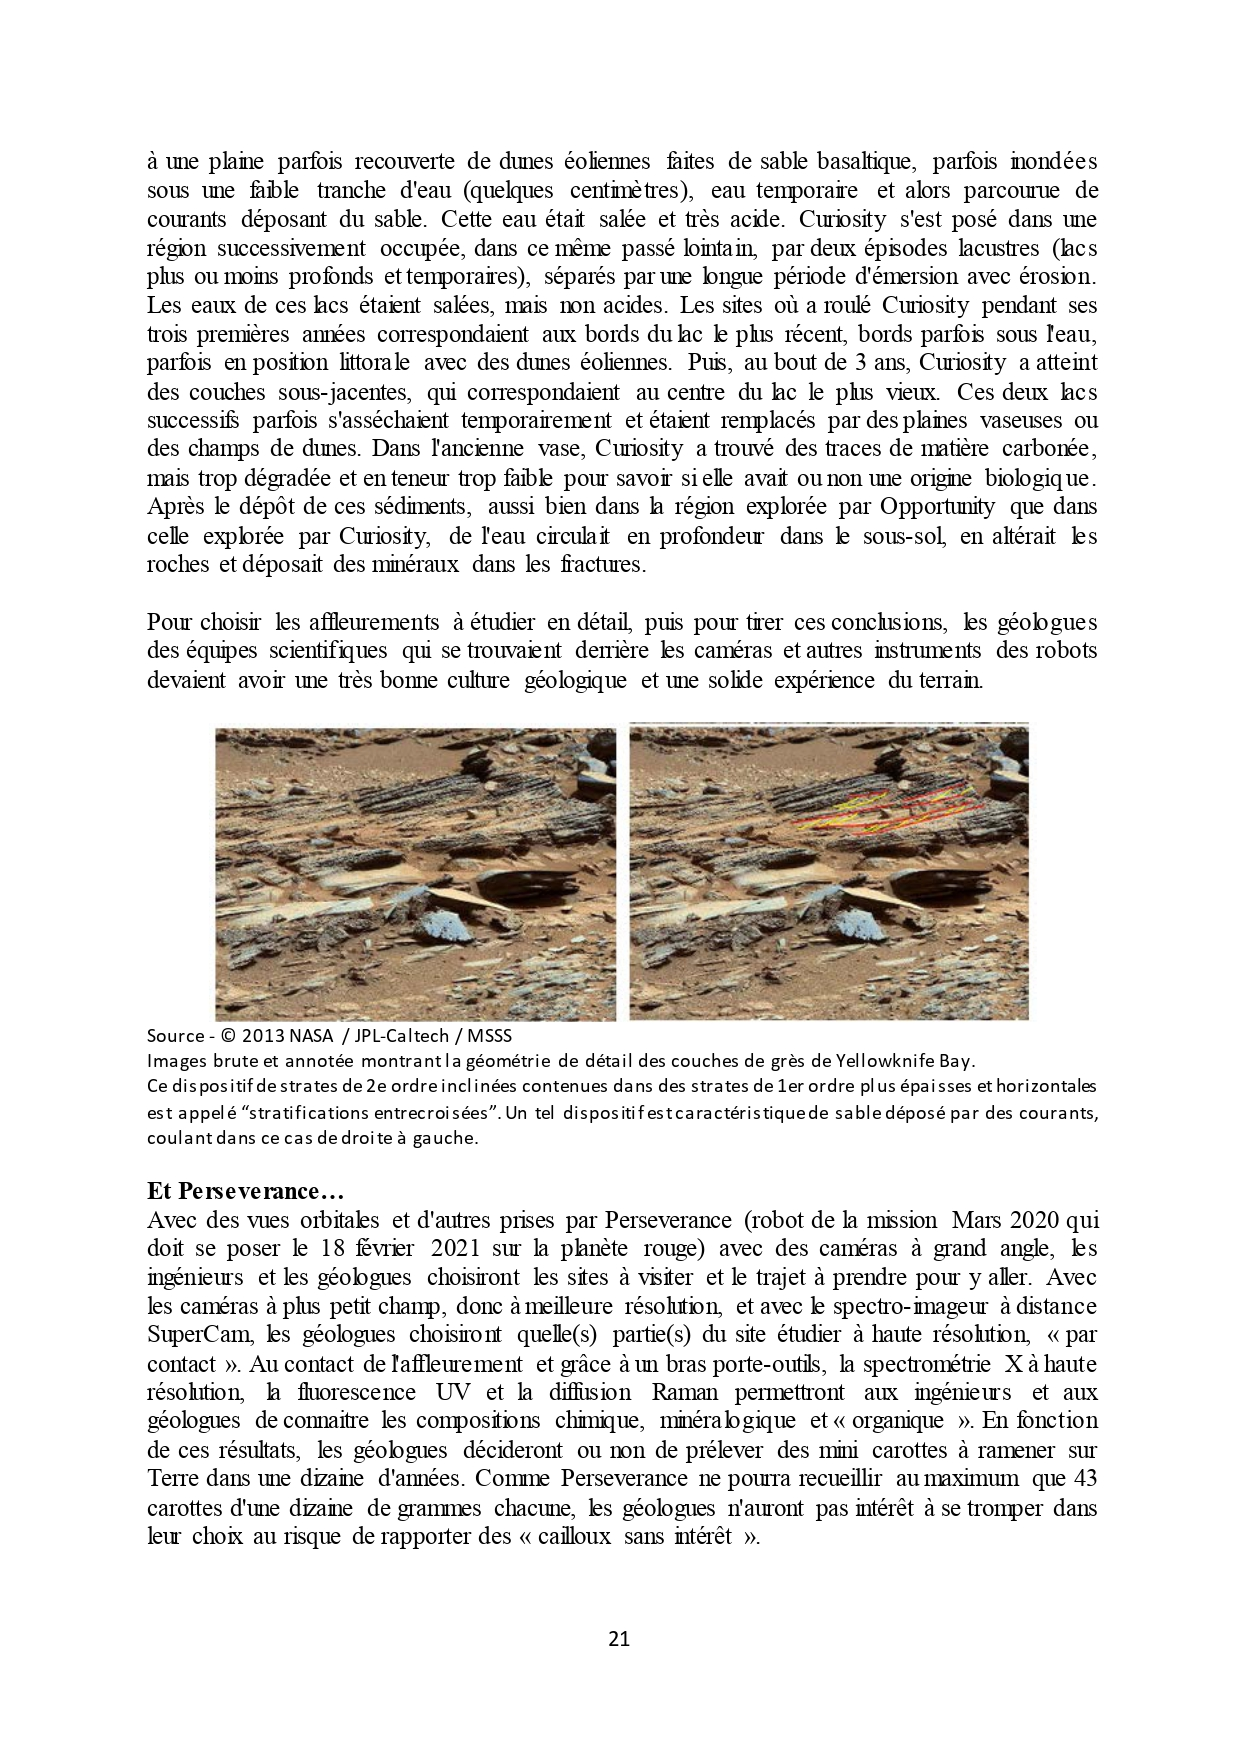 à une plaine parfois recouverte de dunes éoliennes faites de sable basaltique, parfois inondées
sous une faible tranche d'eau (quelques centimètres), eau temporaire et alors parcourue de
courants déposant du sable. Cette eau était salée et très acide. Curiosity s'est posé dans une
région successivement occupée, dans ce même passé lointain, par deux épisodes lacustres (lacs
plus ou moins profonds et temporaires), séparés par une longue période d'émersion avec érosion.
Les eaux de ces lacs étaient salées, mais non acides. Les sites où a roulé Curiosity pendant ses
trois premières années correspondaient aux bords du lac le plus récent, bords parfois sous l'eau,
parfois en position littorale avec des dunes éoliennes. Puis, au bout de 3 ans, Curiosity a atteint
des couches sous-jacentes, qui correspondaient au centre du lac le plus vieux. Ces deux lacs
successifs parfois s'asséchaient temporairement et étaient remplacés par des plaines vaseuses ou
des champs de dunes. Dans l'ancienne vase, Curiosity a trouvé des traces de matière carbonée,
mais trop dégradée et en teneur trop faible pour savoir si elle avait ou non une origine biologique.
Après le dépôt de ces sédiments, aussi bien dans la région explorée par Opportunity que dans
celle explorée par Curiosity, de l'eau circulait en profondeur dans le sous-sol, en altérait les
roches et déposait des minéraux dans les fractures.
Pour choisir les affleurements à étudier en détail, puis pour tirer ces conclusions, les géologues
des équipes scientifiques qui se trouvaient derrière les caméras et autres instruments des robots
devaient avoir une très bonne culture géologique et une solide expérience du terrain.
Source - © 2013 NASA / JPL-Caltech / MSSS
Images brute et annotée montrant la géométrie de détail des couches de grès de Yellowknife Bay.
Ce dispositif de strates de 2e ordre inclinées contenues dans des strates de 1er ordre plus épaisses et horizontales
est appelé “stratifications entrecroisées”. Un tel dispositif est caractéristique de sable déposé par des courants,
coulant dans ce cas de droite à gauche.
Et Perseverance…
Avec des vues orbitales et d'autres prises par Perseverance (robot de la mission Mars 2020 qui
doit se poser le 18 février 2021 sur la planète rouge) avec des caméras à grand angle, les
ingénieurs et les géologues choisiront les sites à visiter et le trajet à prendre pour y aller. Avec
les caméras à plus petit champ, donc à meilleure résolution, et avec le spectro-imageur à distance
SuperCam, les géologues choisiront quelle(s) partie(s) du site étudier à haute résolution, « par
contact ». Au contact de l'affleurement et grâce à un bras porte-outils, la spectrométrie X à haute
résolution, la fluorescence UV et la diffusion Raman permettront aux ingénieurs et aux
géologues de connaitre les compositions chimique, minéralogique et « organique ». En fonction
de ces résultats, les géologues décideront ou non de prélever des mini carottes à ramener sur
Terre dans une dizaine d'années. Comme Perseverance ne pourra recueillir au maximum que 43
carottes d'une dizaine de grammes chacune, les géologues n'auront pas intérêt à se tromper dans
leur choix au risque de rapporter des « cailloux sans intérêt ».
21